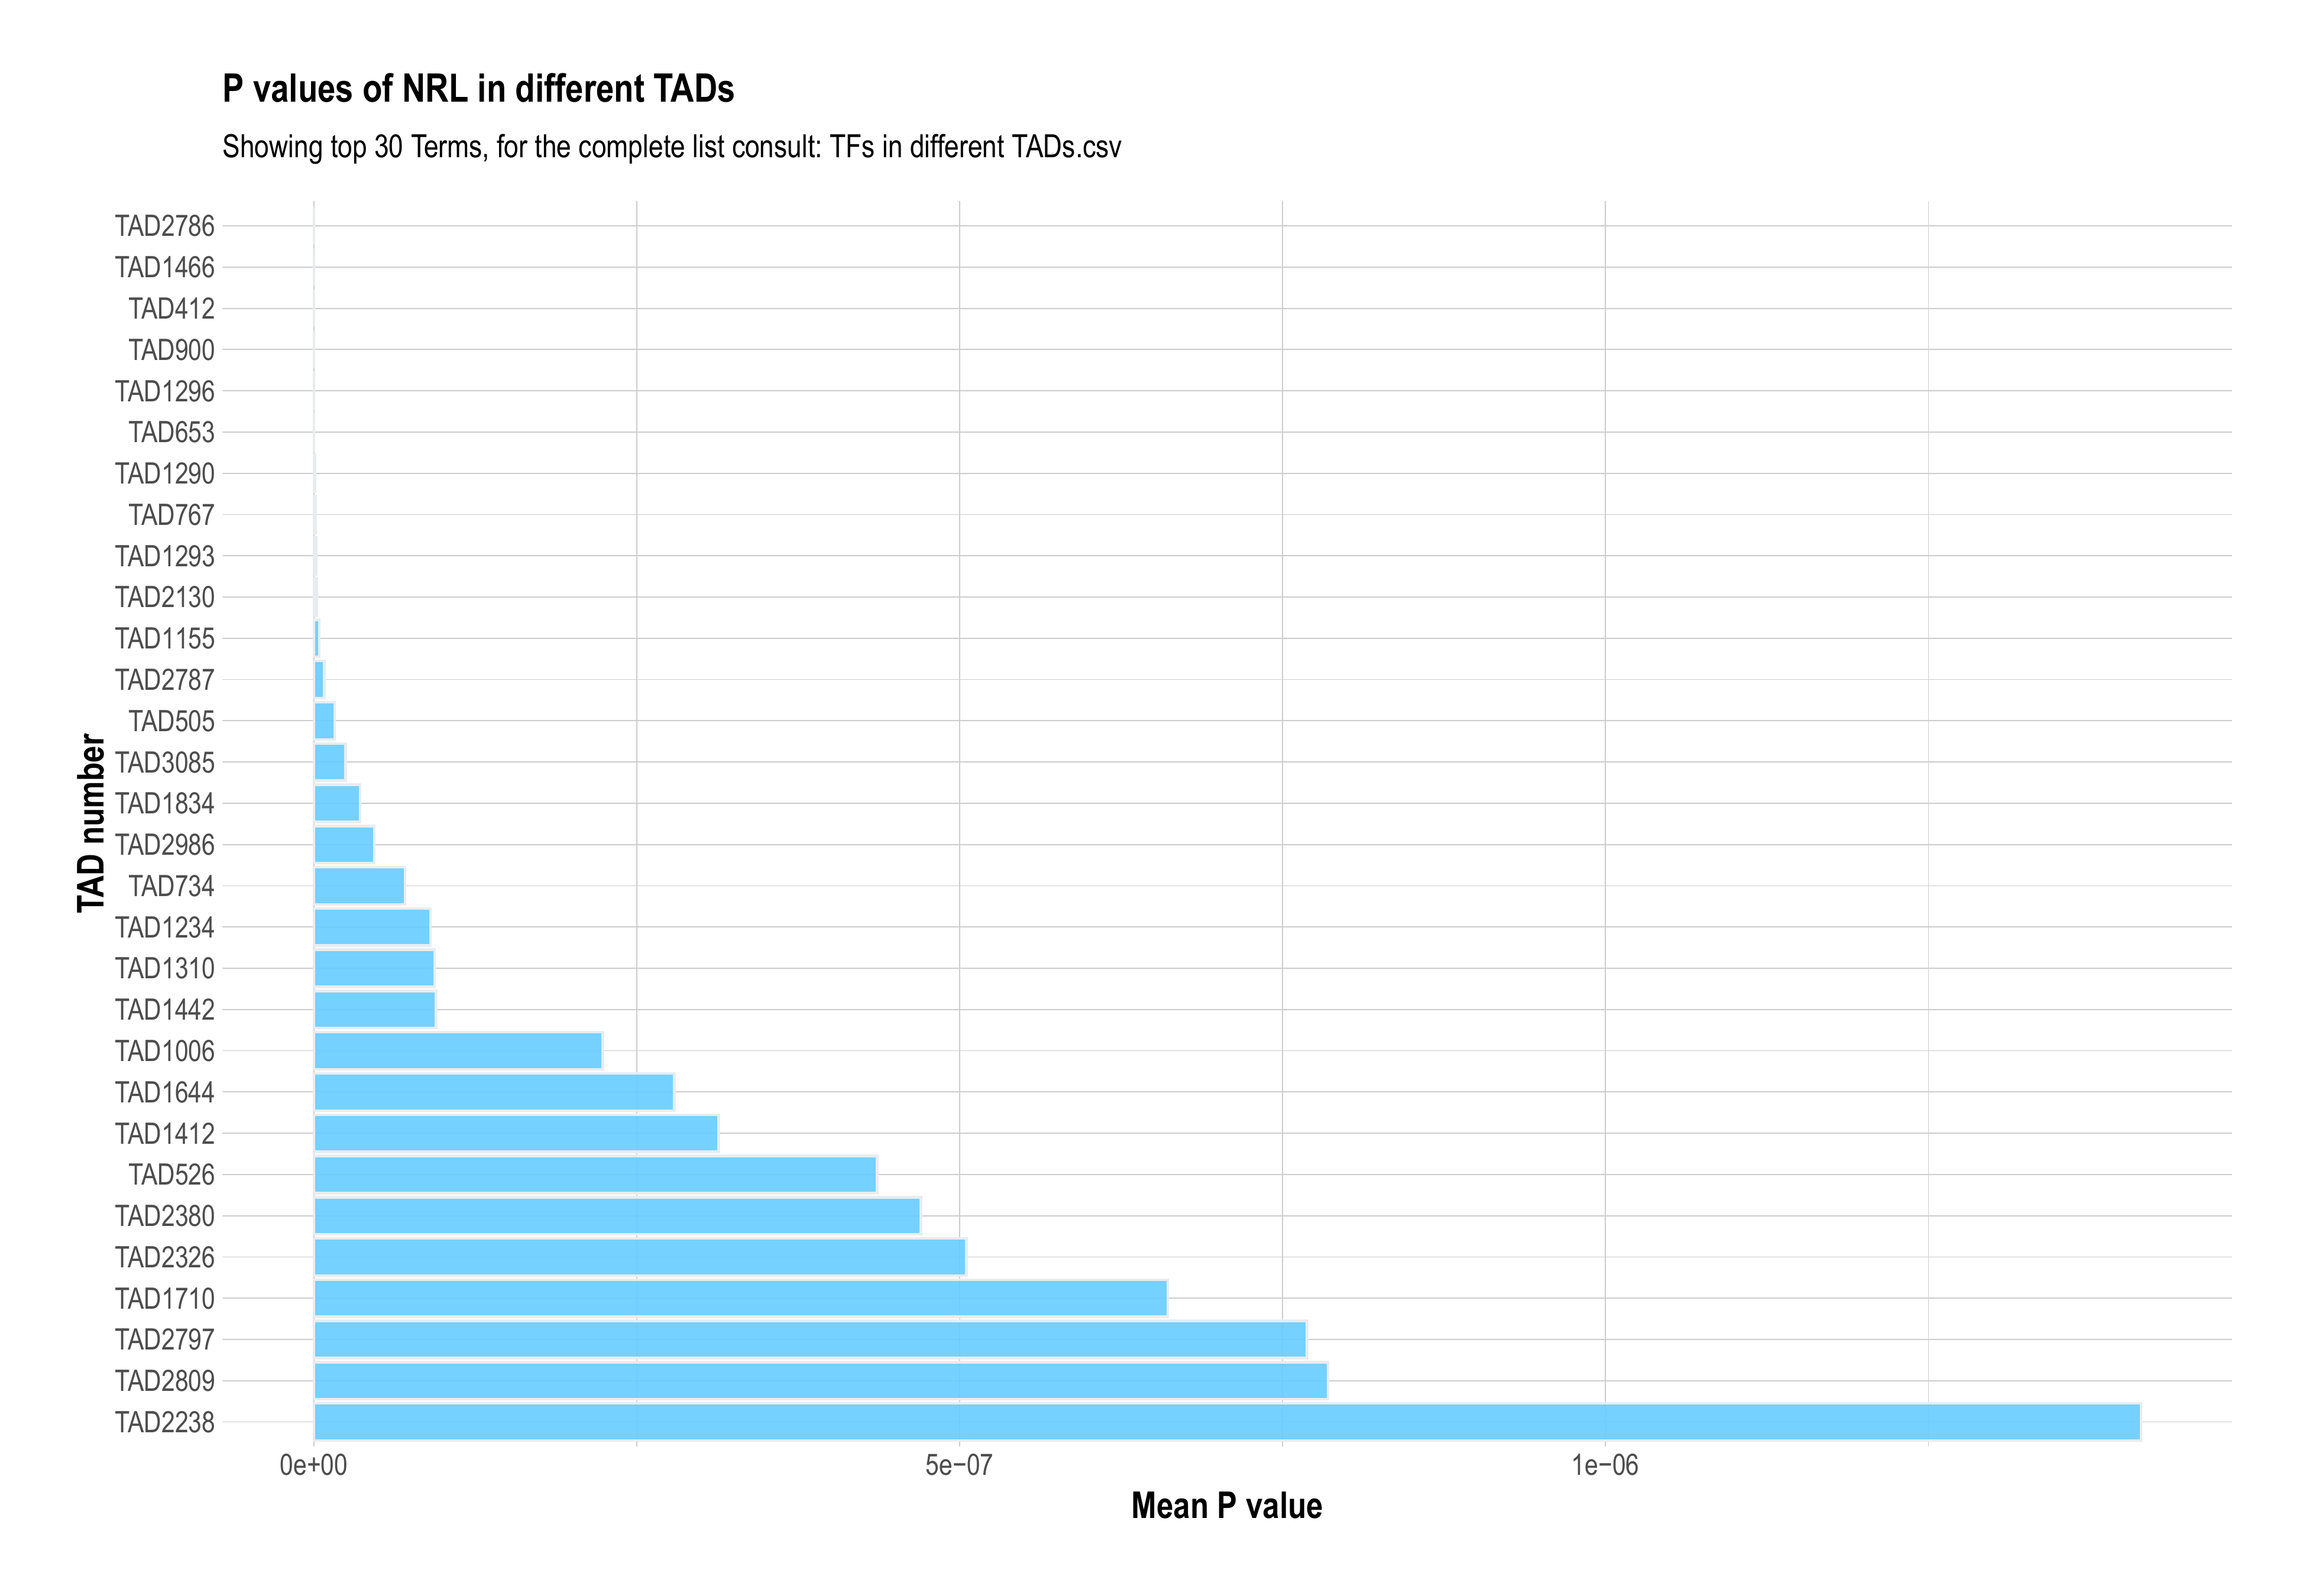 P values of NRL in different TADs
Showing top 30 Terms, for the complete list consult: TFs in different TADs.csv
TAD number
TAD2786
TAD1466
TAD412
TAD900
TAD1296
TAD653
TAD1290
TAD767
TAD1293
TAD2130
TAD1155
TAD2787
TAD505
TAD3085
TAD1834
TAD2986
TAD734
TAD1234
TAD1310
TAD1442
TAD1006
TAD1644
TAD1412
TAD526
TAD2380
TAD2326
TAD1710
TAD2797
TAD2809
TAD2238
0e+00 5e−07 1e−06
Mean P value